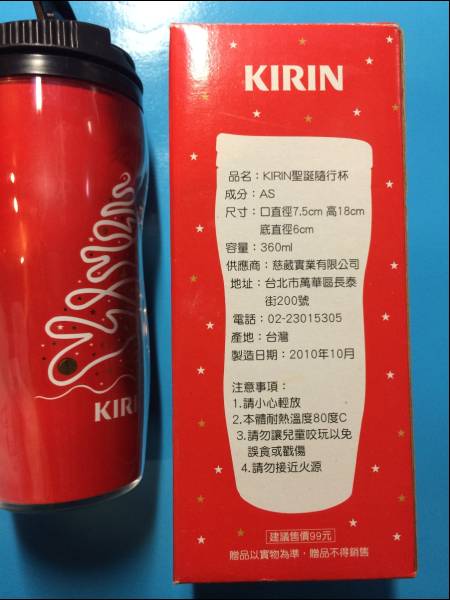 KIRIN
品名：KIRIN聖誕隨行杯
成分：AS
尺寸：口直徑7.5cm 高18cm
底直徑6cm
容量：360ml
供應商：慈葳實業有限公司
地址：台北市萬華區長泰
街200號
電話：02-23015305
產地：台灣
製造日期：2010年10月
注意事項：
1.請小心輕放
2.本體耐熱溫度80度C
3.請勿讓兒童咬玩以免
誤食或戳傷
4.請勿接近火源
建議售價99元
贈品以實物為準，贈品不得銷售
KIRIN